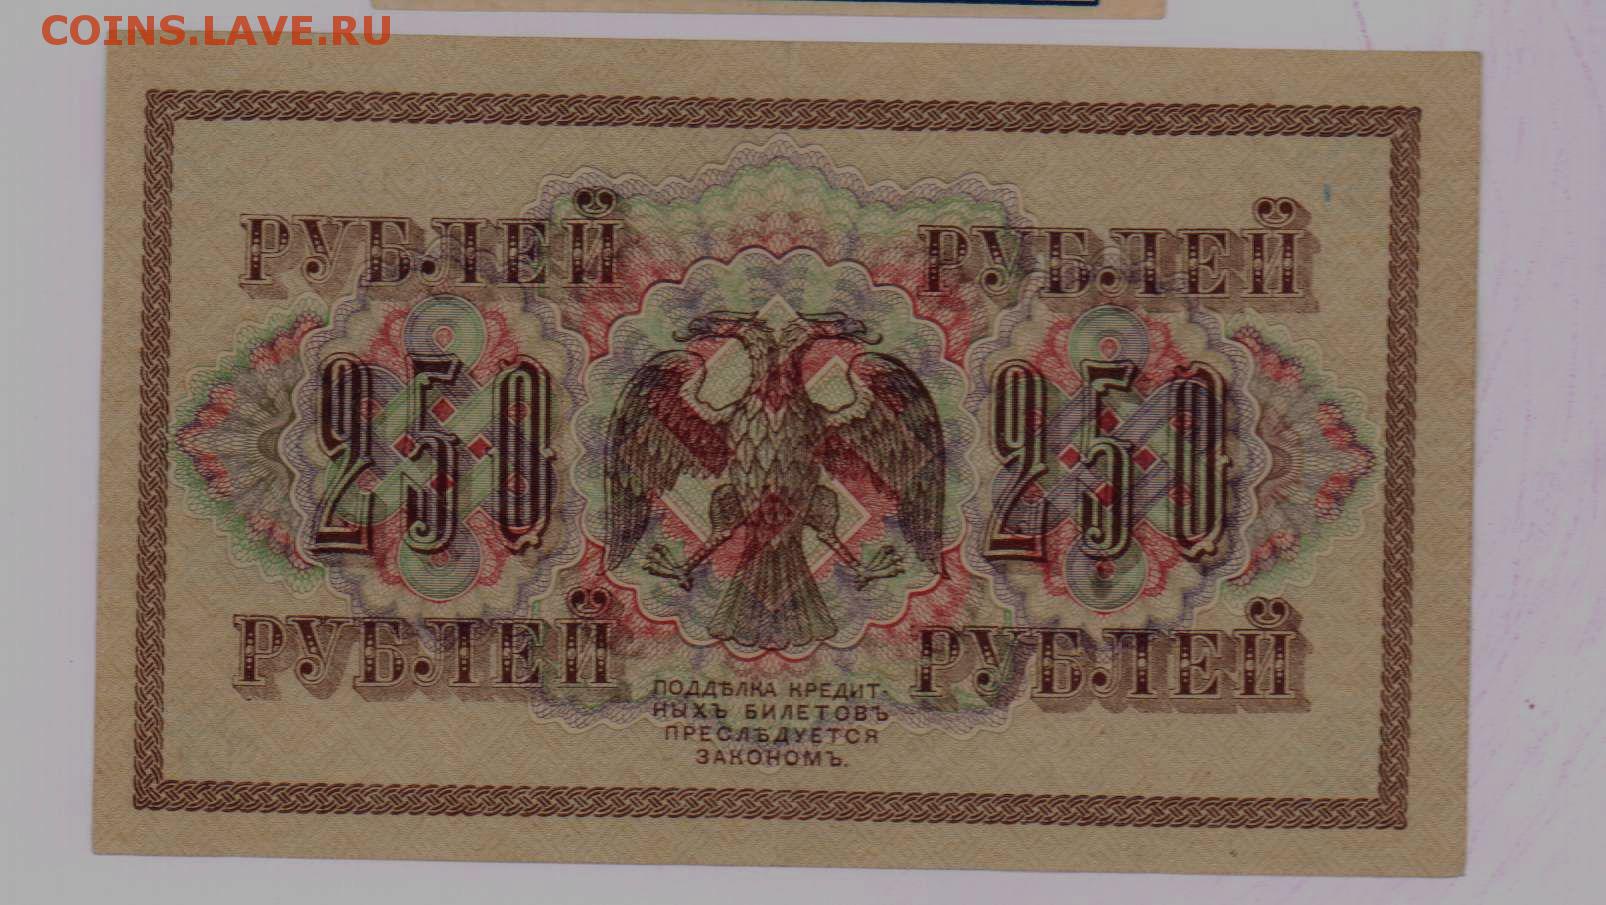 COINS.LAVE.RU
РУБЛЕЙ РУБЛЕЙ
250 250
РУБЛЕЙ РУБЛЕЙ
ПОДДѢЛКА КРЕДИТ-
НЫХЪ БИЛЕТОВЪ
ПРЕСЛѢДУЕТСЯ
ЗАКОНОМЪ.